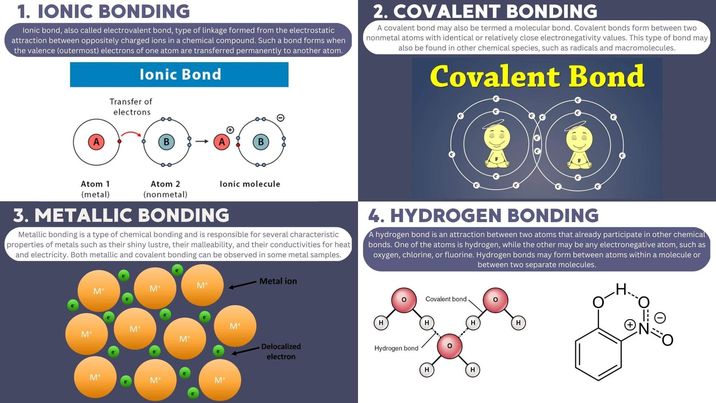 1. IONIC BONDING
Ionic bond, also called electrovalent bond, type of linkage formed from the electrostatic
attraction between oppositely charged ions in a chemical compound. Such a bond forms when
the valence (outermost) electrons of one atom are transferred permanently to another atom.
Ionic Bond
Transfer of
electrons
A
B
A
⊕
B
⊖
Atom 1
(metal)
Atom 2
(nonmetal)
Ionic molecule
2. COVALENT BONDING
A covalent bond may also be termed a molecular bond. Covalent bonds form between two
nonmetal atoms with identical or relatively close electronegativity values. This type of bond may
also be found in other chemical species, such as radicals and macromolecules.
Covalent Bond
F
F
3. METALLIC BONDING
Metallic bonding is a type of chemical bonding and is responsible for several characteristic
properties of metals such as their shiny lustre, their malleability, and their conductivities for heat
and electricity. Both metallic and covalent bonding can be observed in some metal samples.
M⁺
M⁺
M⁺
Metal ion
M⁺
M⁺
M⁺
M⁺
Delocalized
electron
M⁺
M⁺
M⁺
4. HYDROGEN BONDING
A hydrogen bond is an attraction between two atoms that already participate in other chemical
bonds. One of the atoms is hydrogen, while the other may be any electronegative atom, such as
oxygen, chlorine, or fluorine. Hydrogen bonds may form between atoms within a molecule or
between two separate molecules.
O
Covalent bond
O
H
H
H
H
Hydrogen bond
O
H
H
H
O
O
N
⊕
⊖
O